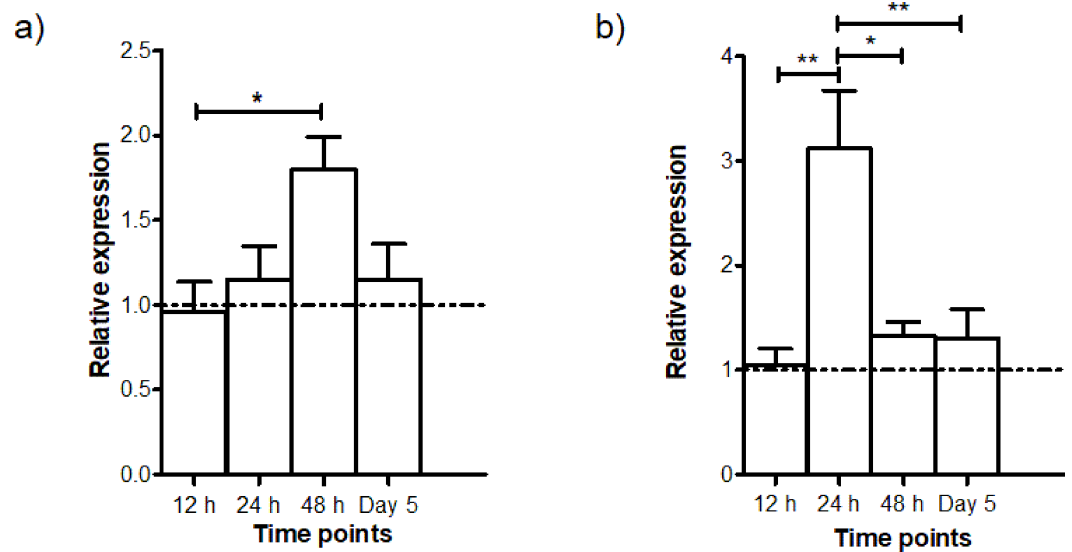 a)
*
2.5
2.0
1.5
1.0
0.5
0.0
Relative expression
12 h 24 h 48 h Day 5
Time points
b)
**
*
**
4
3
2
1
0
Relative expression
12 h 24 h 48 h Day 5
Time points